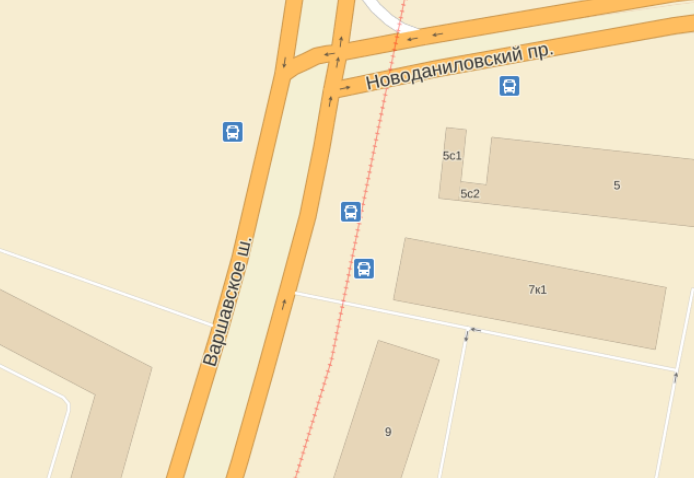 Новоданиловский пр.
5с1
5
5с2
Варшавское ш.
7к1
9